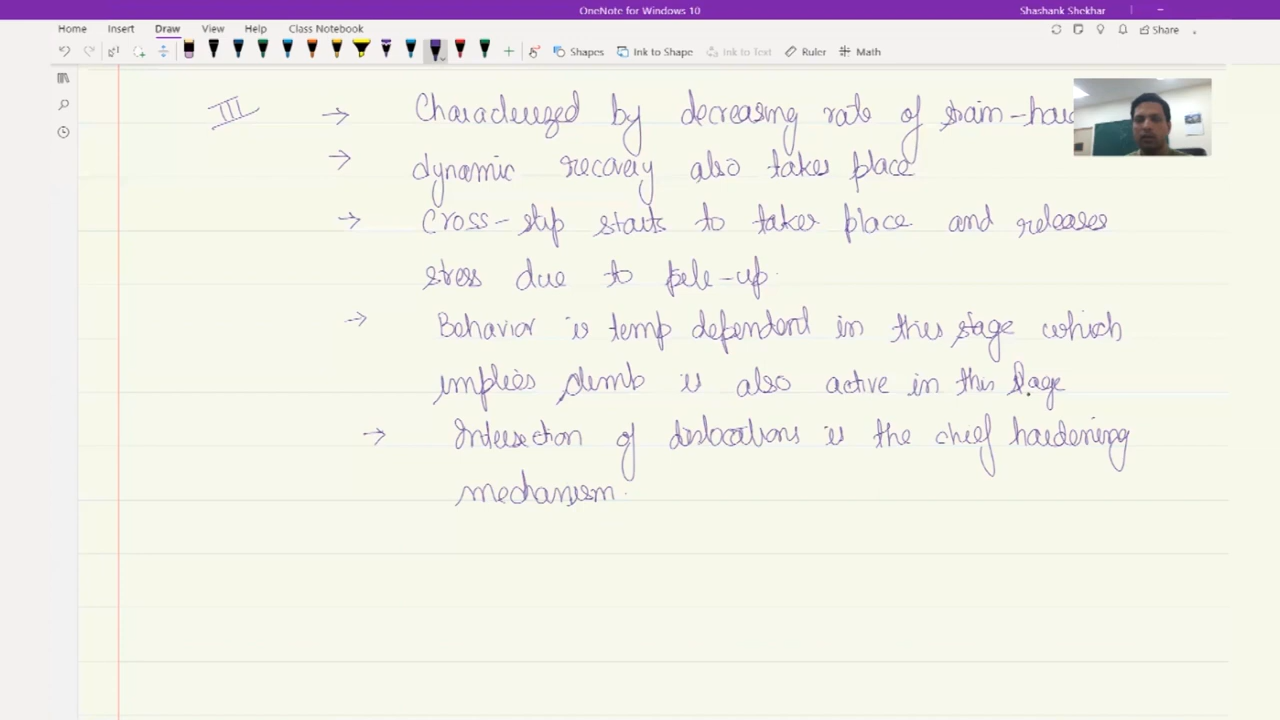 OneNote for Windows 10
Shashank Shekhar
Home Insert Draw View Help Class Notebook
Share
Shapes Ink to Shape Ink to Text Ruler Math
III → Characterized by decreasing rate of strain-har
→ dynamic recovery also takes place
→ Cross-slip starts to takes place and releases
stress due to pile-up.
→ Behavior is temp dependent in this stage which
implies climb is also active in this stage
→ Intersection of dislocations is the chief hardening
mechanism.